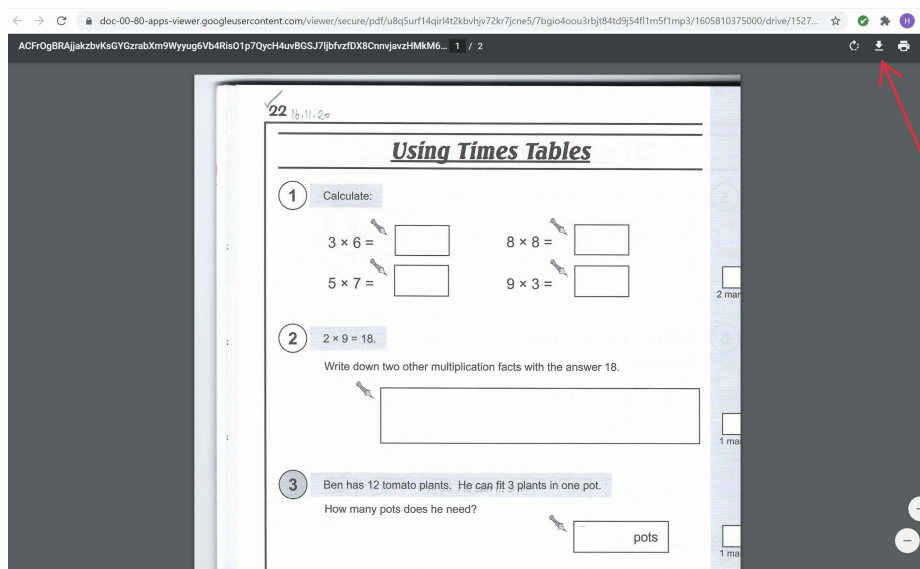 doc-00-80-apps-viewer.googleusercontent.com/viewer/secure/pdf/u8q5urf14qirl4t2kbvhjv72kr7jcne5/7bgio4oou3rbjt84td9j54fl1m5f1mp3/1605810375000/drive/1527...
H
ACFrOgBRAjjakzbvKsGYGzrabXm9Wyyug6Vb4RisO1p7QycH4uvBGSJ7ljbfvzfDX8CnnvjavzHMkM6... 1 / 2
22 16.11.20
Using Times Tables
1 Calculate:
3 × 6 = 8 × 8 =
5 × 7 = 9 × 3 =
2 mar
2 2 × 9 = 18.
Write down two other multiplication facts with the answer 18.
1 mar
3 Ben has 12 tomato plants. He can fit 3 plants in one pot.
How many pots does he need?
pots
1 ma